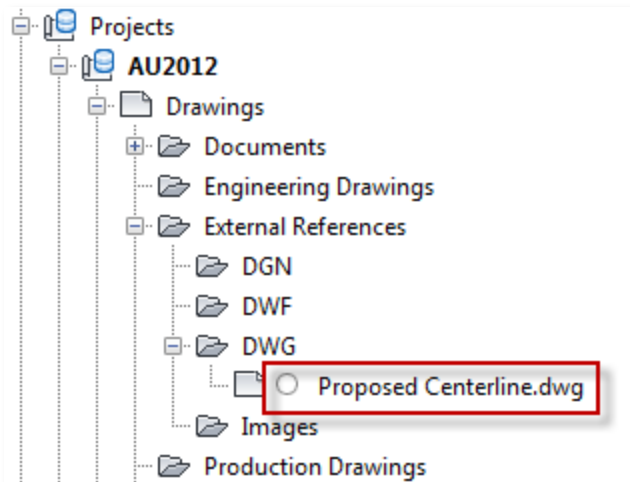 Projects
AU2012
Drawings
Documents
Engineering Drawings
External References
DGN
DWF
DWG
Proposed Centerline.dwg
Images
Production Drawings